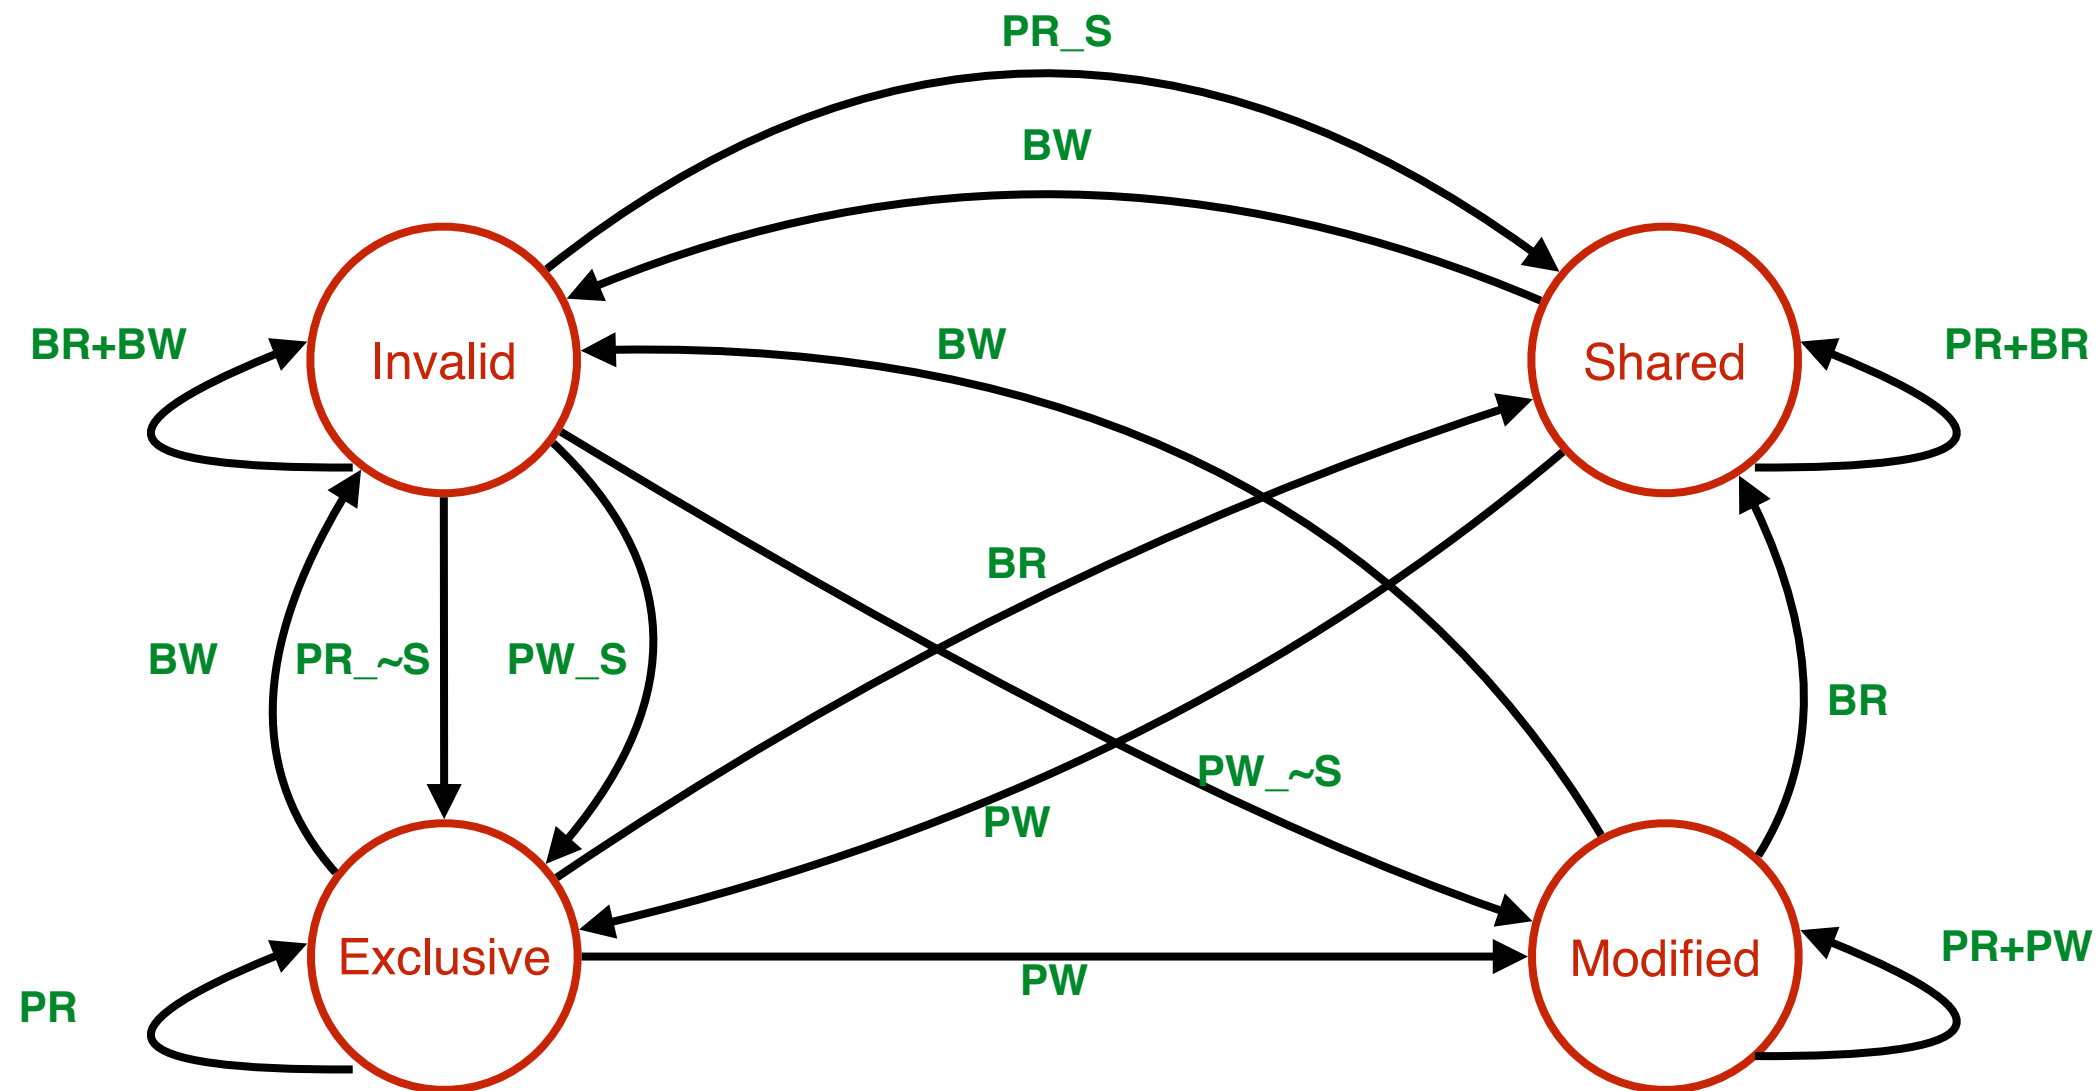 PR_S
BW
BR+BW
Invalid
BW
Shared
PR+BR
BR
BW
PR_~S
PW_S
BR
PW_~S
PW
Exclusive
Modified
PR+PW
PW
PR